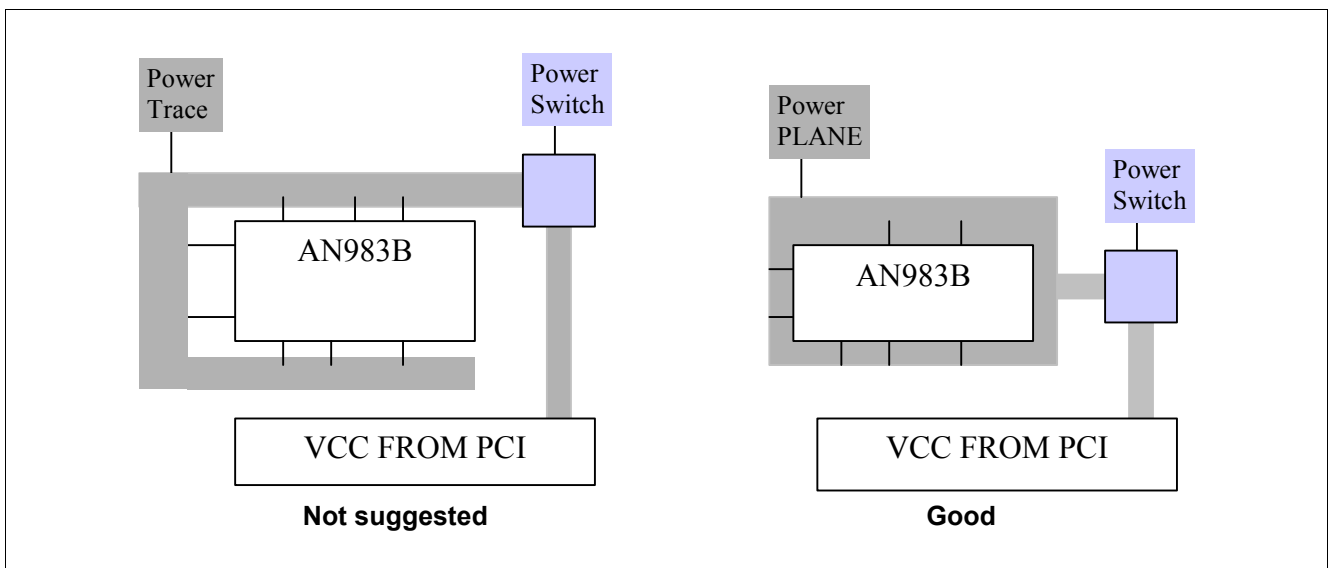 Power
Trace
Power
Switch
AN983B
VCC FROM PCI
Not suggested
Power
PLANE
Power
Switch
AN983B
VCC FROM PCI
Good